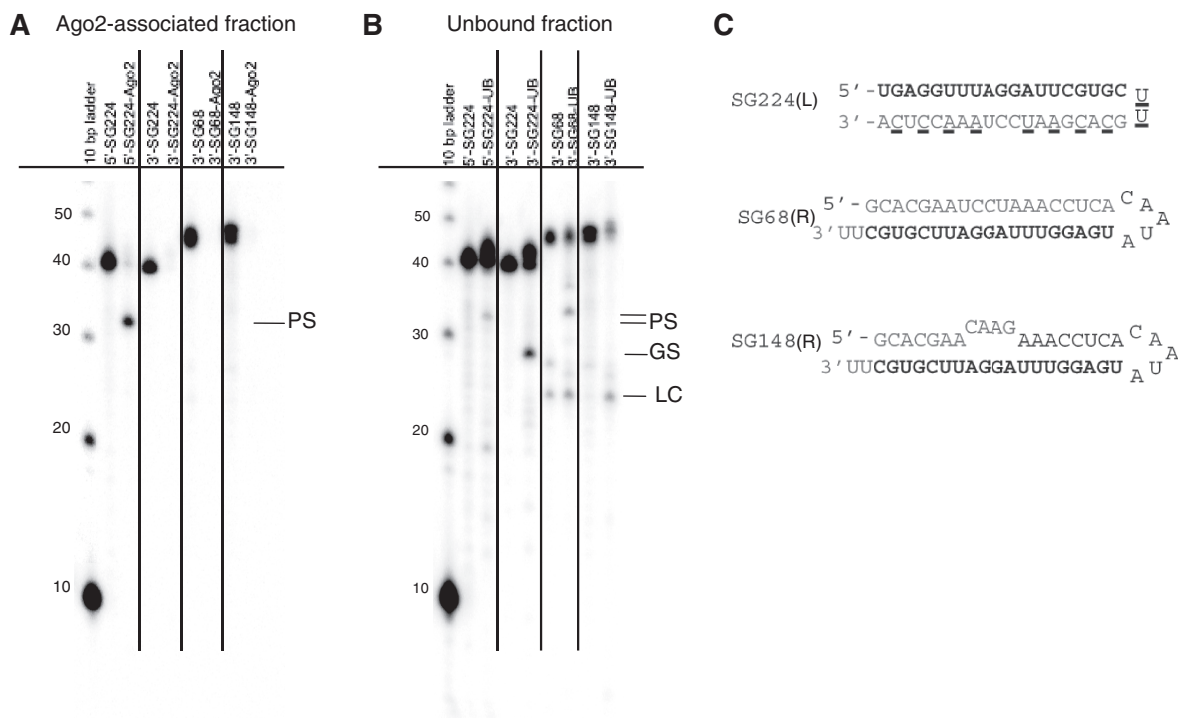 A Ago2-associated fraction
10 bp ladder
5'-SG224
5'-SG224-Ago2
3'-SG224
3'-SG224-Ago2
3'-SG68
3'-SG68-Ago2
3'-SG148
3'-SG148-Ago2
50
40
30
20
10
PS
B Unbound fraction
10 bp ladder
5'-SG224
5'-SG224-UB
3'-SG224
3'-SG224-UB
3'-SG68
3'-SG68-UB
3'-SG148
3'-SG148-UB
50
40
30
20
10
PS
GS
LC
C
SG224(L)
5'-UGAGGUUUAGGAUUCGUGC U
3'-ACUCCAAAUCCUAAGCACG U
SG68(R)
5'-GCACGAAUCCUAAACCUCA C A A
3'UUCGUGCUUAGGAUUUGGAGU A U
SG148(R)
5'-GCACGAA CAAG AAACCUCA C A A
3'UUCGUGCUUAGGAUUUGGAGU A U